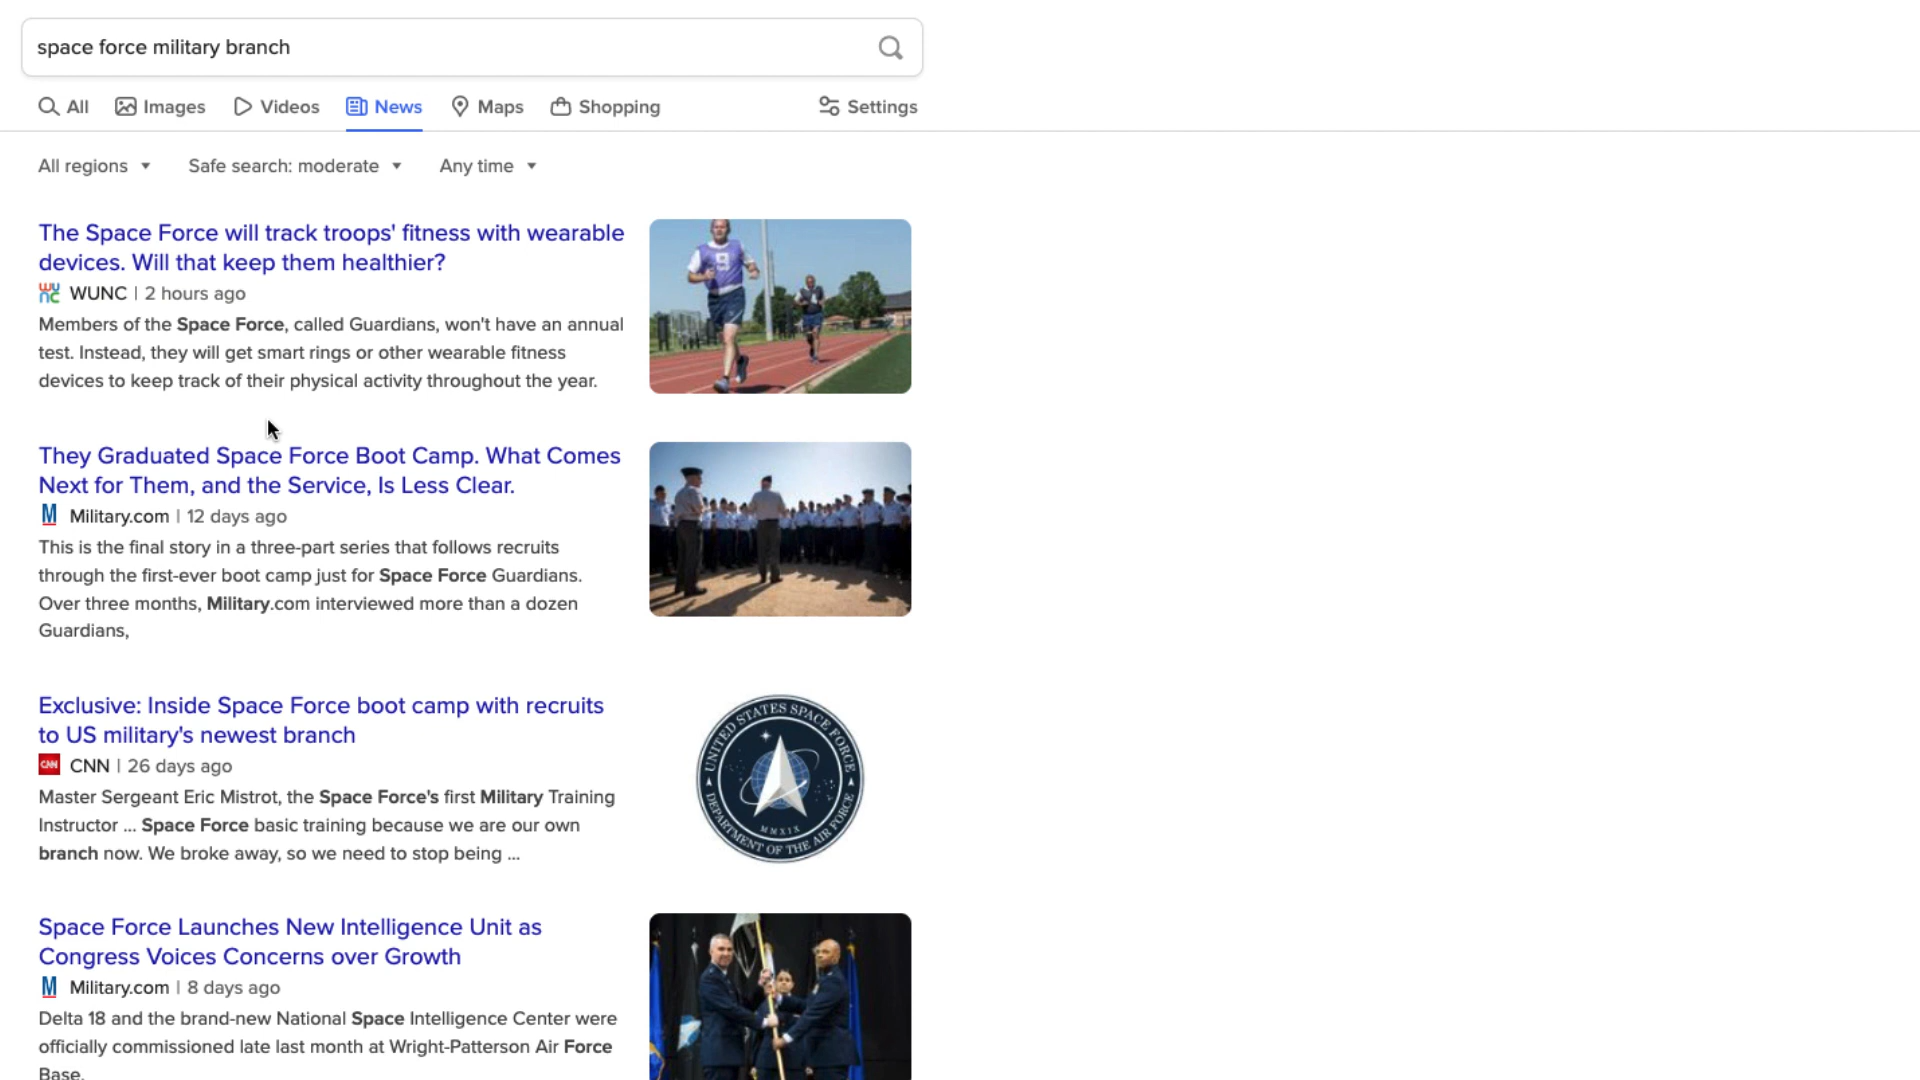 space force military branch
All Images Videos News Maps Shopping Settings
All regions Safe search: moderate Any time
The Space Force will track troops' fitness with wearable
devices. Will that keep them healthier?
WU
NC WUNC | 2 hours ago
Members of the Space Force, called Guardians, won't have an annual
test. Instead, they will get smart rings or other wearable fitness
devices to keep track of their physical activity throughout the year.
9
They Graduated Space Force Boot Camp. What Comes
Next for Them, and the Service, Is Less Clear.
M Military.com | 12 days ago
This is the final story in a three-part series that follows recruits
through the first-ever boot camp just for Space Force Guardians.
Over three months, Military.com interviewed more than a dozen
Guardians,
Exclusive: Inside Space Force boot camp with recruits
to US military's newest branch
CNN CNN | 26 days ago
Master Sergeant Eric Mistrot, the Space Force's first Military Training
Instructor ... Space Force basic training because we are our own
branch now. We broke away, so we need to stop being ...
UNITED STATES SPACE FORCE
MMXIX
DEPARTMENT OF THE AIR FORCE
Space Force Launches New Intelligence Unit as
Congress Voices Concerns over Growth
M Military.com | 8 days ago
Delta 18 and the brand-new National Space Intelligence Center were
officially commissioned late last month at Wright-Patterson Air Force
Base.